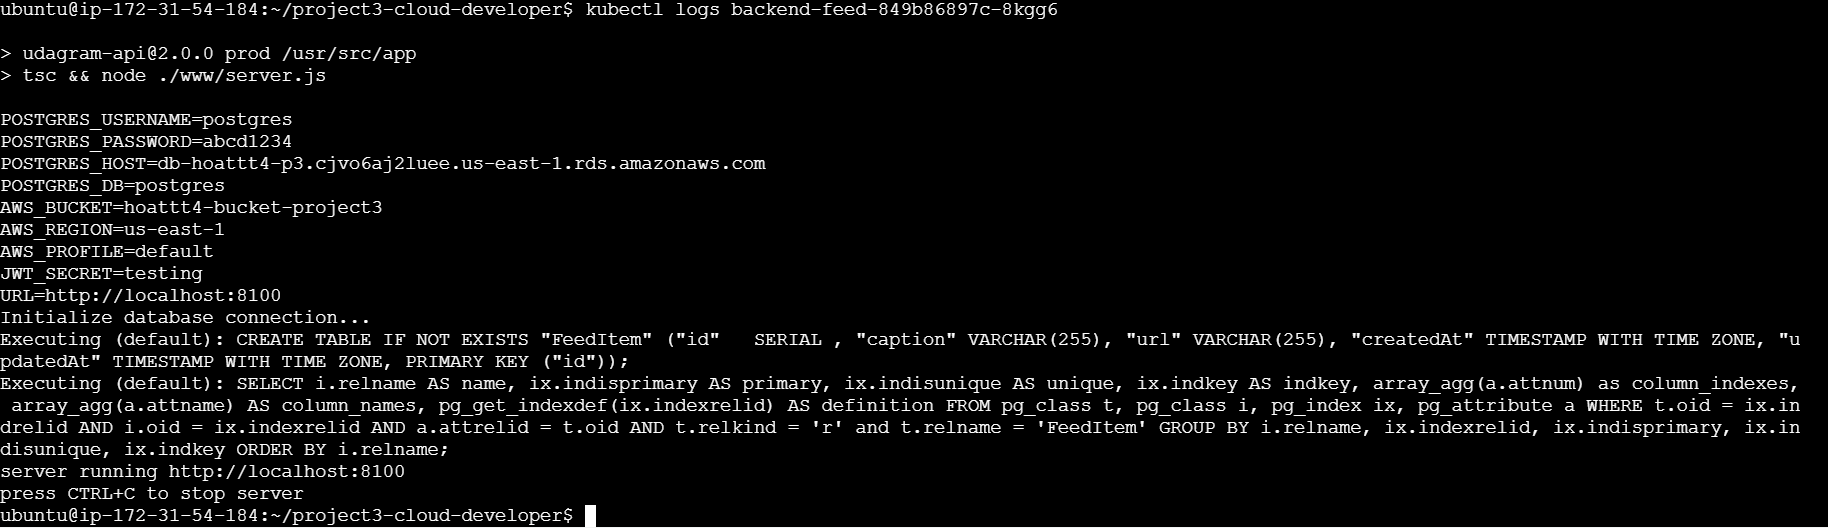 ubuntu@ip-172-31-54-184:~/project3-cloud-developer$ kubectl logs backend-feed-849b86897c-8kgg6
> udagram-api@2.0.0 prod /usr/src/app
> tsc && node ./www/server.js
POSTGRES_USERNAME=postgres
POSTGRES_PASSWORD=abcd1234
POSTGRES_HOST=db-hoattt4-p3.cjvo6aj2luee.us-east-1.rds.amazonaws.com
POSTGRES_DB=postgres
AWS_BUCKET=hoattt4-bucket-project3
AWS_REGION=us-east-1
AWS_PROFILE=default
JWT_SECRET=testing
URL=http://localhost:8100
Initialize database connection...
Executing (default): CREATE TABLE IF NOT EXISTS "FeedItem" ("id"   SERIAL , "caption" VARCHAR(255), "url" VARCHAR(255), "createdAt" TIMESTAMP WITH TIME ZONE, "u
pdatedAt" TIMESTAMP WITH TIME ZONE, PRIMARY KEY ("id"));
Executing (default): SELECT i.relname AS name, ix.indisprimary AS primary, ix.indisunique AS unique, ix.indkey AS indkey, array_agg(a.attnum) as column_indexes,
 array_agg(a.attname) AS column_names, pg_get_indexdef(ix.indexrelid) AS definition FROM pg_class t, pg_class i, pg_index ix, pg_attribute a WHERE t.oid = ix.in
drelid AND i.oid = ix.indexrelid AND a.attrelid = t.oid AND t.relkind = 'r' and t.relname = 'FeedItem' GROUP BY i.relname, ix.indexrelid, ix.indisprimary, ix.in
disunique, ix.indkey ORDER BY i.relname;
server running http://localhost:8100
press CTRL+C to stop server
ubuntu@ip-172-31-54-184:~/project3-cloud-developer$